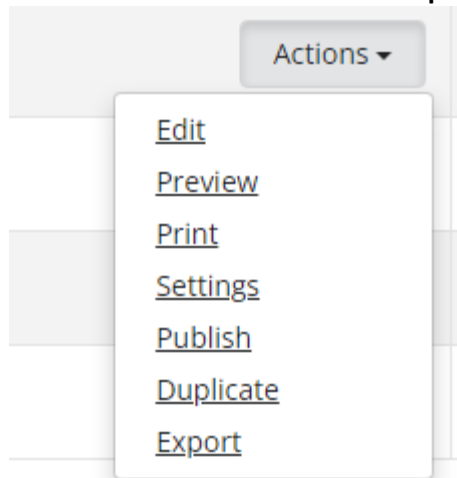 Actions
Edit
Preview
Print
Settings
Publish
Duplicate
Export